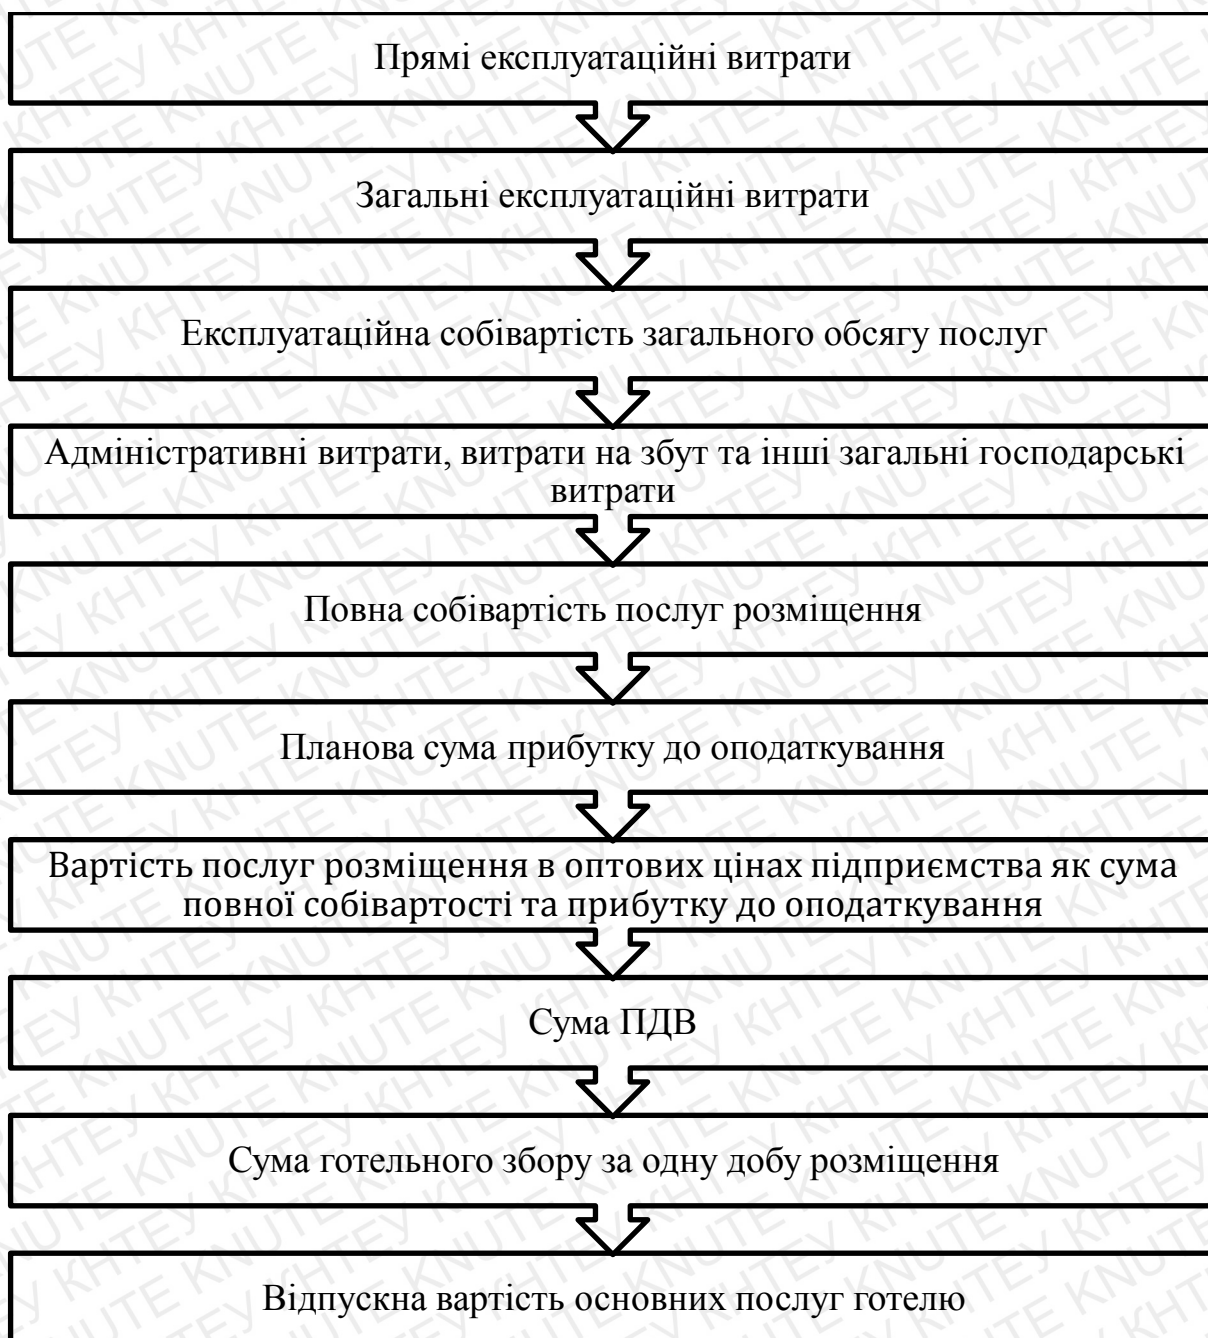 Прямі експлуатаційні витрати
Загальні експлуатаційні витрати
Експлуатаційна собівартість загального обсягу послуг
Адміністративні витрати, витрати на збут та інші загальні господарські
витрати
Повна собівартість послуг розміщення
Планова сума прибутку до оподаткування
Вартість послуг розміщення в оптових цінах підприємства як сума
повної собівартості та прибутку до оподаткування
Сума ПДВ
Сума готельного збору за одну добу розміщення
Відпускна вартість основних послуг готелю